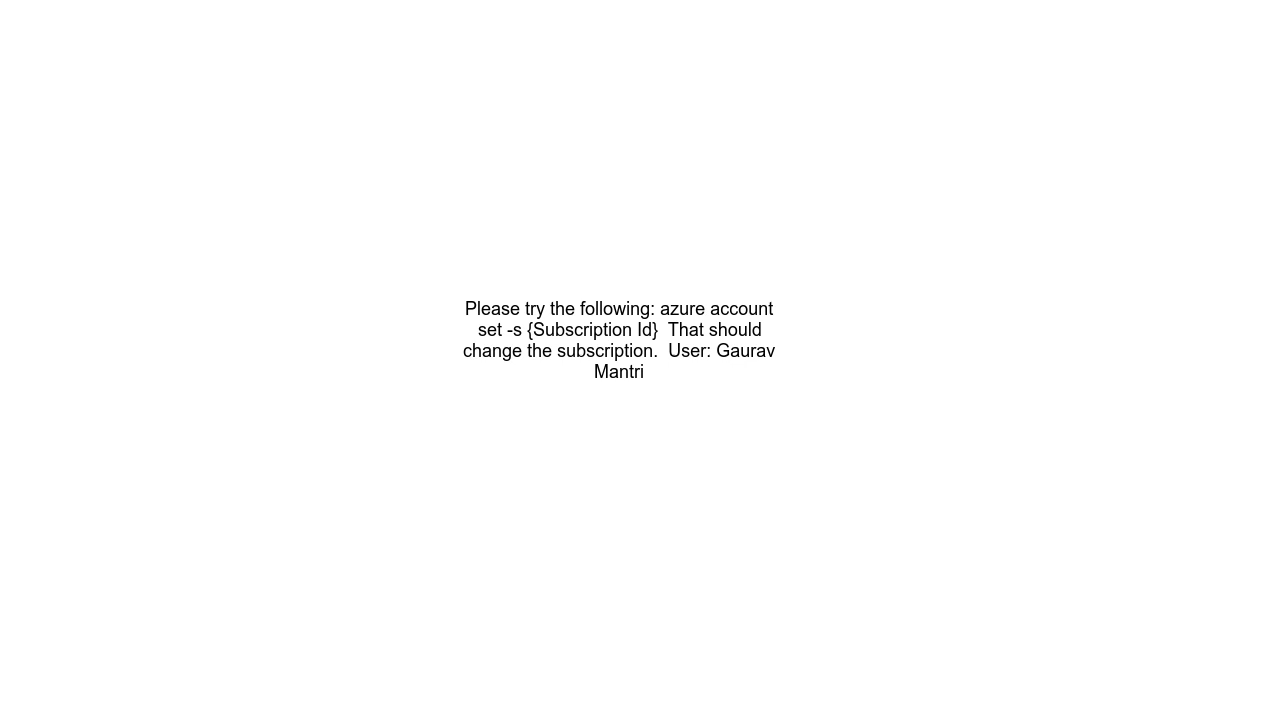 Please try the following: azure account
set -s {Subscription Id}  That should
change the subscription.  User: Gaurav
Mantri